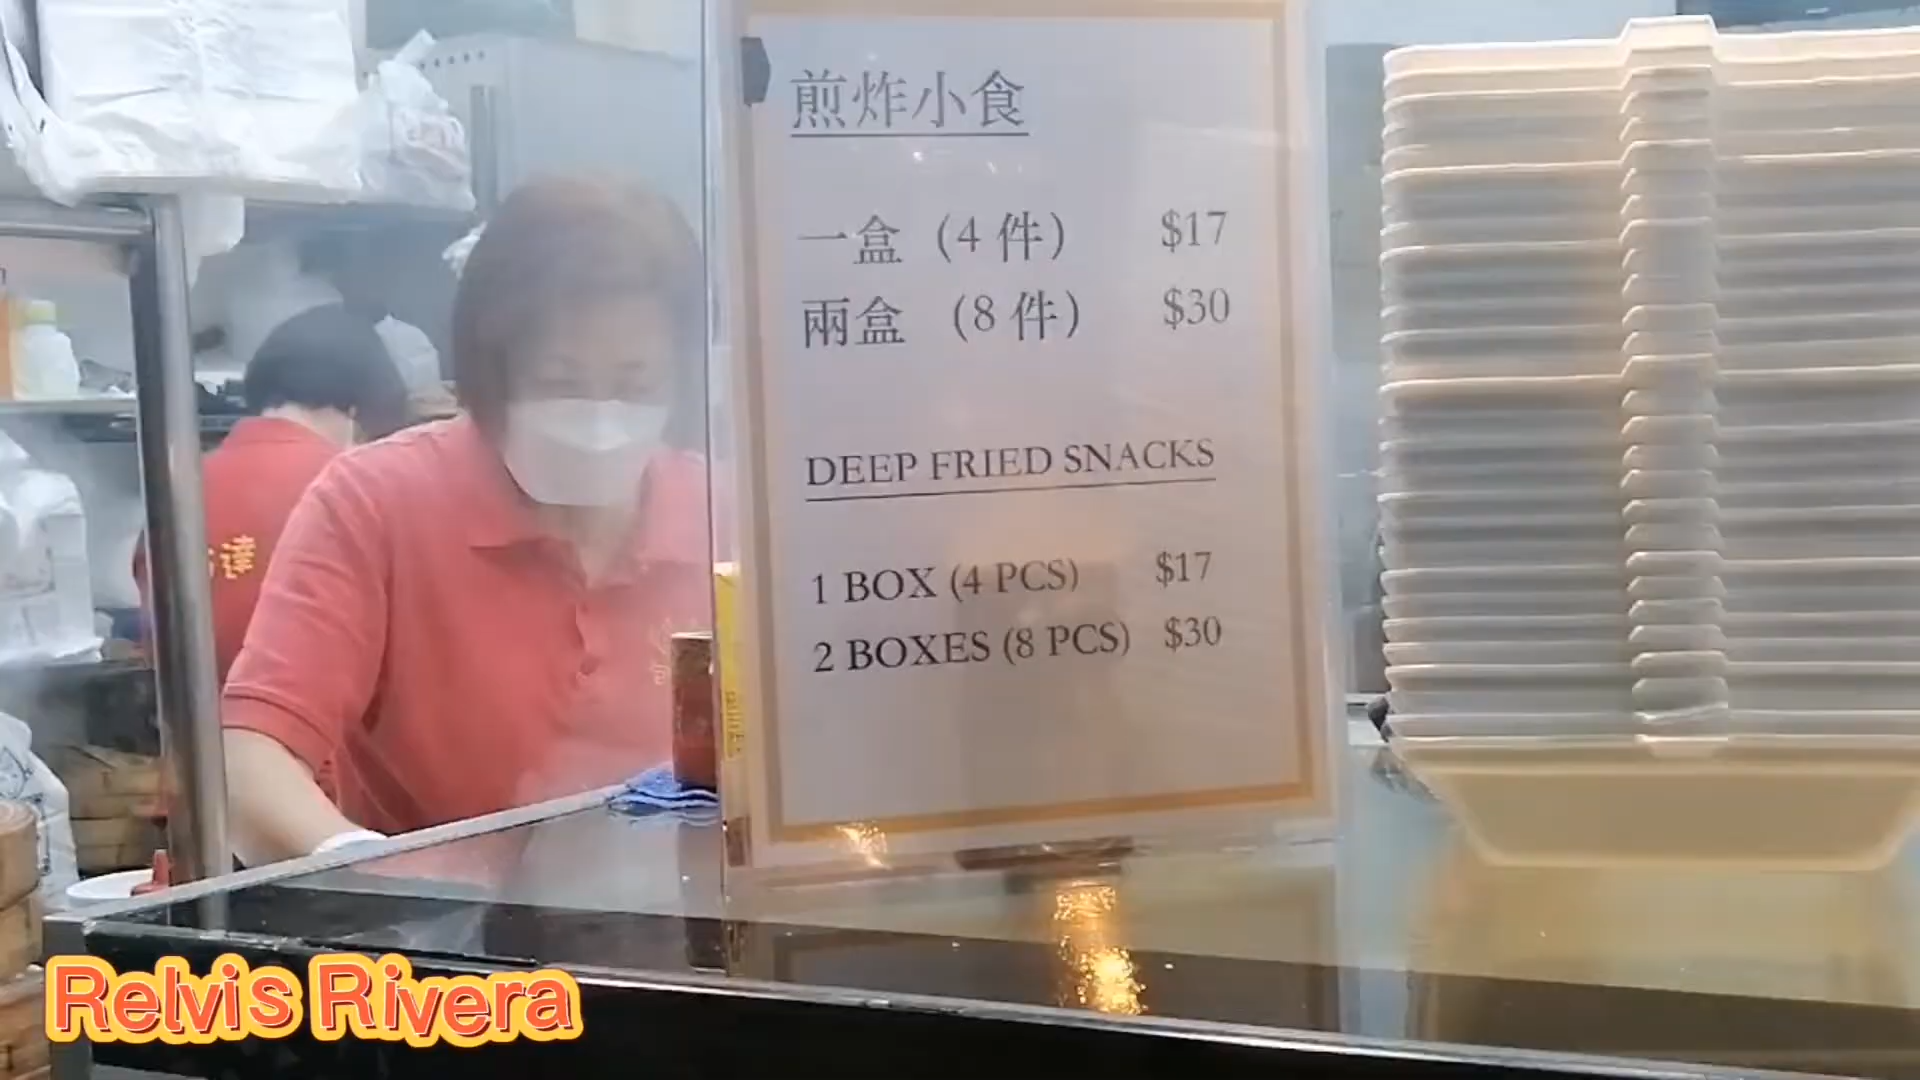 煎炸小食
一盒 (4 件) $17
兩盒 (8 件) $30
DEEP FRIED SNACKS
1 BOX (4 PCS) $17
2 BOXES (8 PCS) $30
達
Relvis Rivera